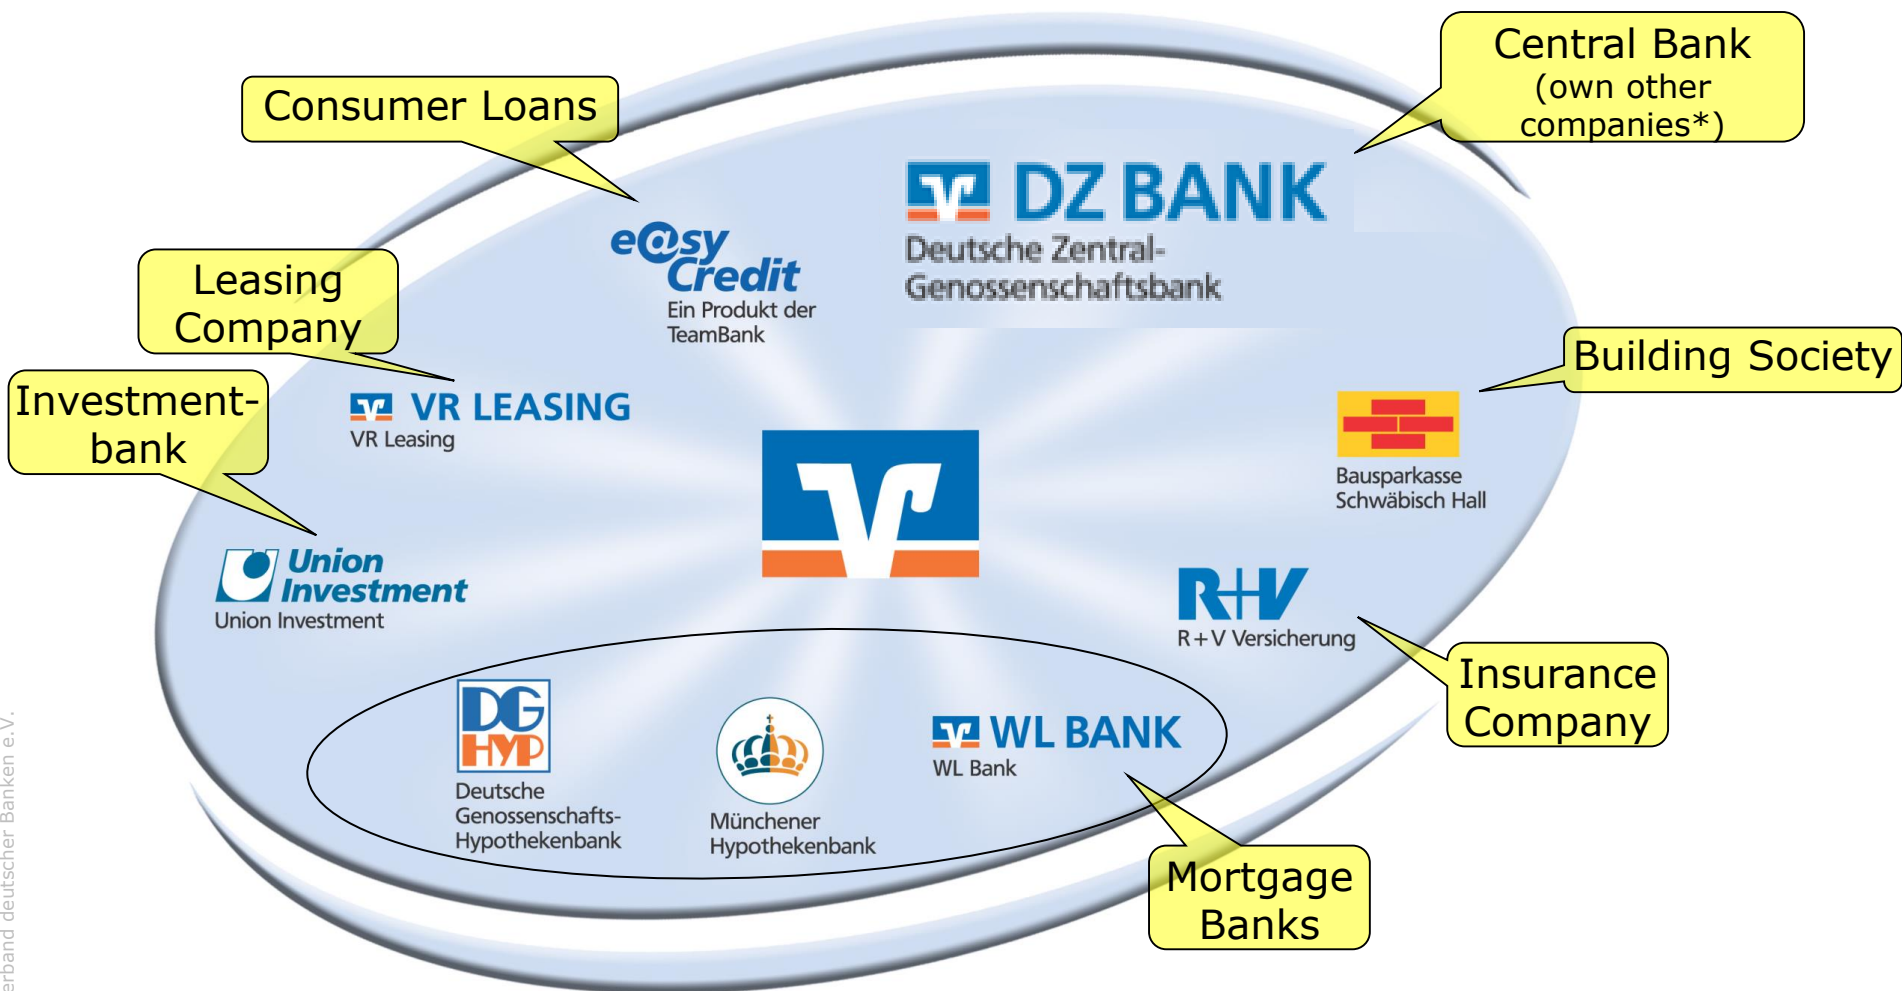 Central Bank
(own other
companies*)
Consumer Loans
DZ BANK
Deutsche Zentral-
Genossenschaftsbank
e@sy
Credit
Ein Produkt der
TeamBank
Leasing
Company
VR LEASING
VR Leasing
Building Society
Bausparkasse
Schwäbisch Hall
Investment-
bank
Union
Investment
Union Investment
R+V
R+V Versicherung
Insurance
Company
DG
HYP
Deutsche
Genossenschafts-
Hypothekenbank
Münchener
Hypothekenbank
WL BANK
WL Bank
Mortgage
Banks
deutscher Banken e.V.